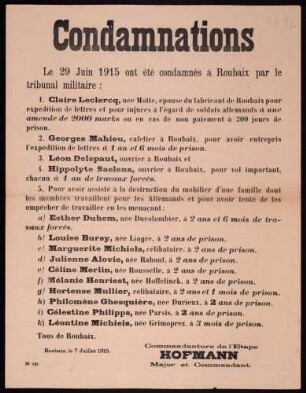 Condamnations
Le 29 Juin 1915 ont été condamnés à Roubaix par le
tribunal militaire :
1. Claire Leclercq, née Motte, épouse du fabricant de Roubaix pour
expédition de lettres et pour injures à l'égard de soldats allemands à une
amende de 2000 marks ou en cas de non paiement à 200 jours de
prison.
2. Georges Mahieu, cafetier à Roubaix, pour avoir entrepris
l'expédition de lettres à 1 an et 6 mois de prison.
3. Léon Delepaut, ouvrier à Roubaix et
4. Hippolyte Saelens, ouvrier à Roubaix, pour vol important,
chacun à 1 an de travaux forcés.
5. Pour avoir assisté à la destruction du mobilier d'une famille dont
les membres travaillent pour les Allemands et pour avoir tenté de les
empêcher de travailler en les menaçant :
a) Esther Duhem, née Ducolombier, à 2 ans et 6 mois de tra-
vaux forcés.
b) Louise Bursy, née Liagre, à 2 ans de prison.
c) Marguerite Michiels, célibataire, à 2 ans et 1 mois de prison.
d) Julienne Alovie, née Rahout, à 2 ans de prison.
e) Céline Merlin, née Rousselle, à 2 ans de prison.
f) Mélanie Henriest, née Hoffelinck, à 2 ans de prison.
g) Hortense Mullier, célibataire, à 2 ans et 1 mois de prison.
h) Philomène Ghesquière, née Durieux, à 2 ans de prison.
i) Célestine Philipps, née Parsis, à 2 ans de prison.
k) Léontine Michiels, née Grimoprez, à 3 mois de prison.
Tous de Roubaix.
Roubaix, le 7 Juillet 1915.
Commandanture de l'Etape
HOFMANN
Major et Commandant.